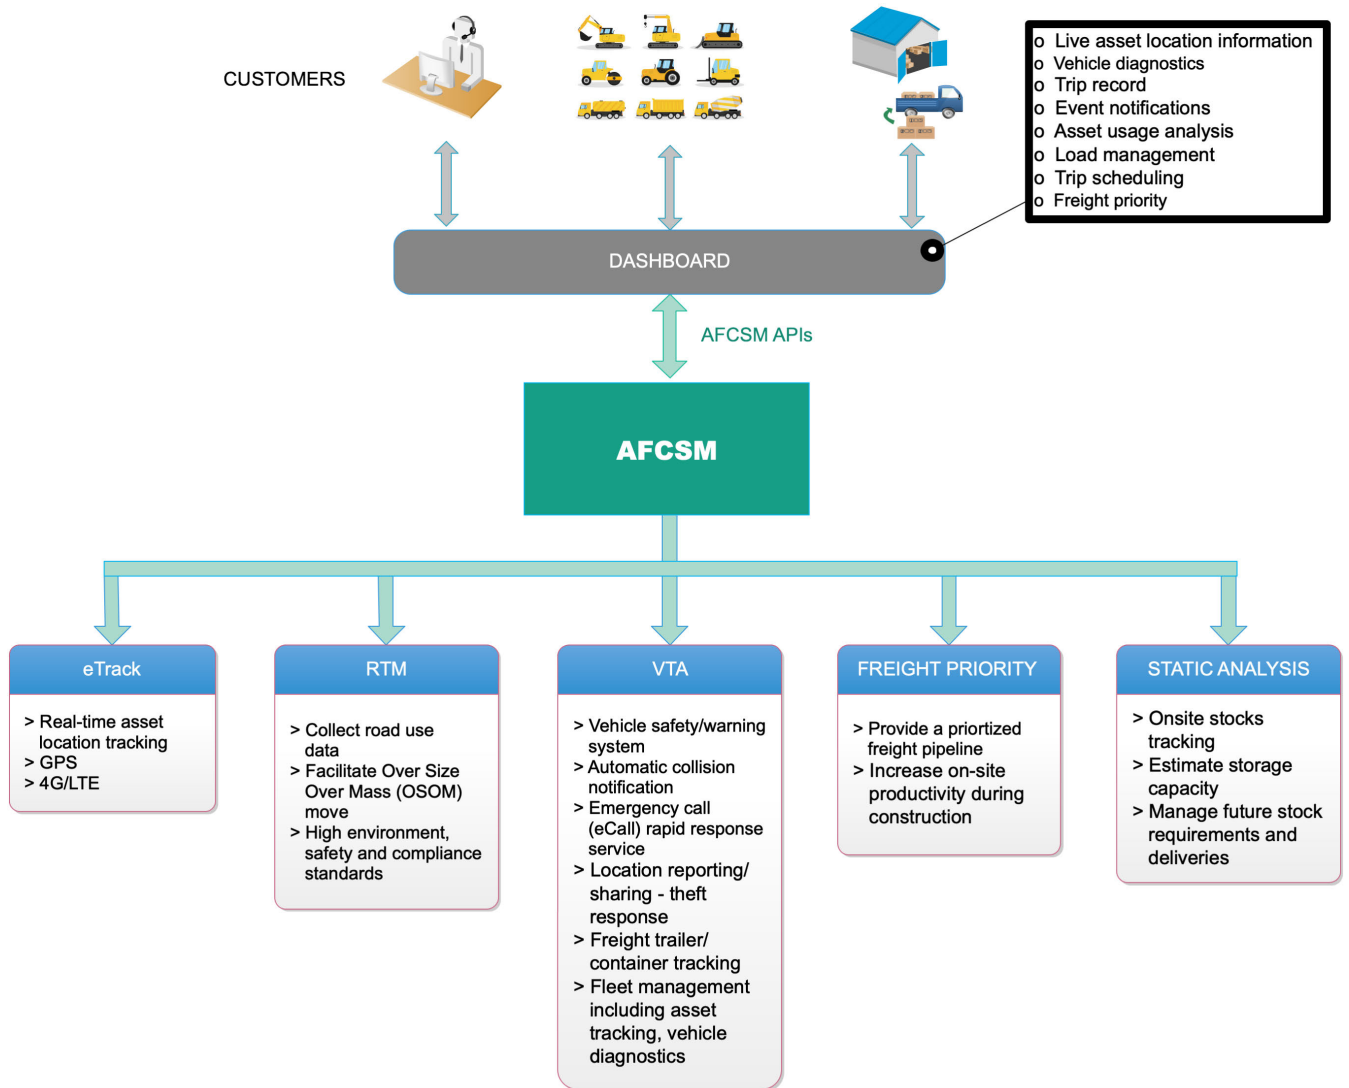 CUSTOMERS
o Live asset location information
o Vehicle diagnostics
o Trip record
o Event notifications
o Asset usage analysis
o Load management
o Trip scheduling
o Freight priority
DASHBOARD
AFCSM APIs
AFCSM
eTrack
> Real-time asset
location tracking
> GPS
> 4G/LTE
RTM
> Collect road use
data
> Facilitate Over Size
Over Mass (OSOM)
move
> High environment,
safety and compliance
standards
VTA
> Vehicle safety/warning
system
> Automatic collision
notification
> Emergency call
(eCall) rapid response
service
> Location reporting/
sharing - theft
response
> Freight trailer/
container tracking
> Fleet management
including asset
tracking, vehicle
diagnostics
FREIGHT PRIORITY
> Provide a priortized
freight pipeline
> Increase on-site
productivity during
construction
STATIC ANALYSIS
> Onsite stocks
tracking
> Estimate storage
capacity
> Manage future stock
requirements and
deliveries